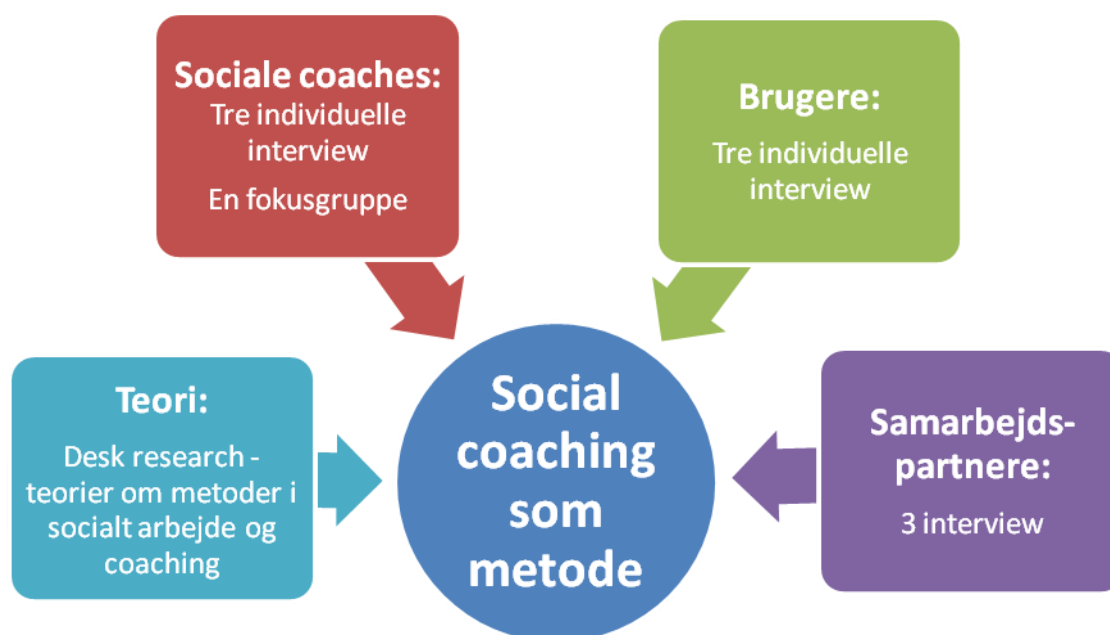 Sociale coaches:
Tre individuelle
interview
En fokusgruppe
Brugere:
Tre individuelle
interview
Teori:
Desk research -
teorier om metoder i
socialt arbejde og
coaching
Social
coaching
som
metode
Samarbejds-
partnere:
3 interview